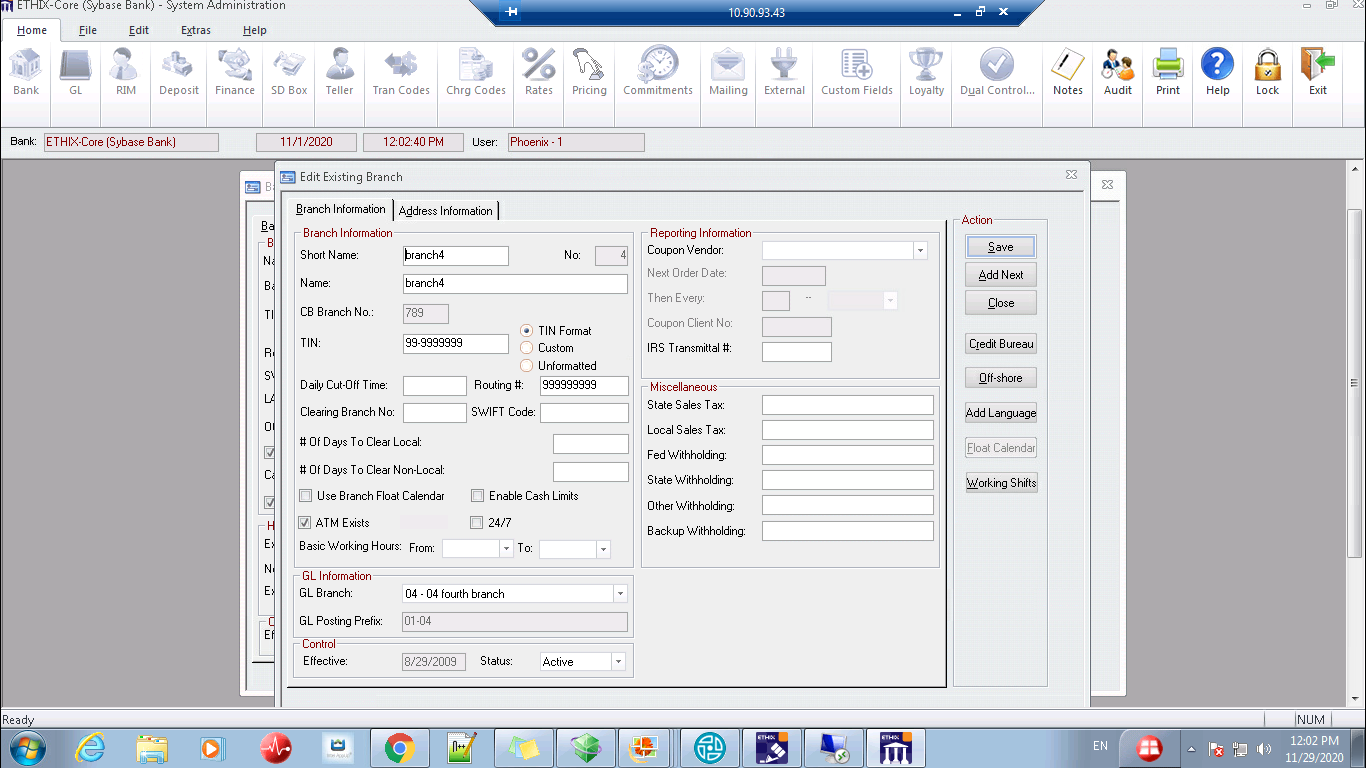 ETHIX-Core (Sybase Bank) - System Administration
10.90.93.43
Home File Edit Extras Help
Bank GL RIM Deposit Finance SD Box Teller Tran Codes Chrg Codes Rates Pricing Commitments Mailing External Custom Fields Loyalty Dual Control... Notes Audit Print Help Lock Exit
Bank: ETHIX-Core (Sybase Bank) 11/1/2020 12:02:40 PM User: Phoenix - 1
Edit Existing Branch
Branch Information Address Information
Branch Information
Short Name: branch4 No: 4
Name: branch4
CB Branch No.: 789
TIN: 99-9999999
TIN Format
Custom
Unformatted
Daily Cut-Off Time: Routing #: 999999999
Clearing Branch No: SWIFT Code:
# Of Days To Clear Local:
# Of Days To Clear Non-Local:
Use Branch Float Calendar Enable Cash Limits
ATM Exists 24/7
Basic Working Hours: From: To:
GL Information
GL Branch: 04 - 04 fourth branch
GL Posting Prefix: 01-04
Control
Effective: 8/29/2009 Status: Active
Reporting Information
Coupon Vendor:
Next Order Date:
Then Every: --
Coupon Client No:
IRS Transmittal #:
Miscellaneous
State Sales Tax:
Local Sales Tax:
Fed Withholding:
State Withholding:
Other Withholding:
Backup Withholding:
Action
Save
Add Next
Close
Credit Bureau
Off-shore
Add Language
Float Calendar
Working Shifts
Ready NUM
EN 12:02 PM
11/29/2020